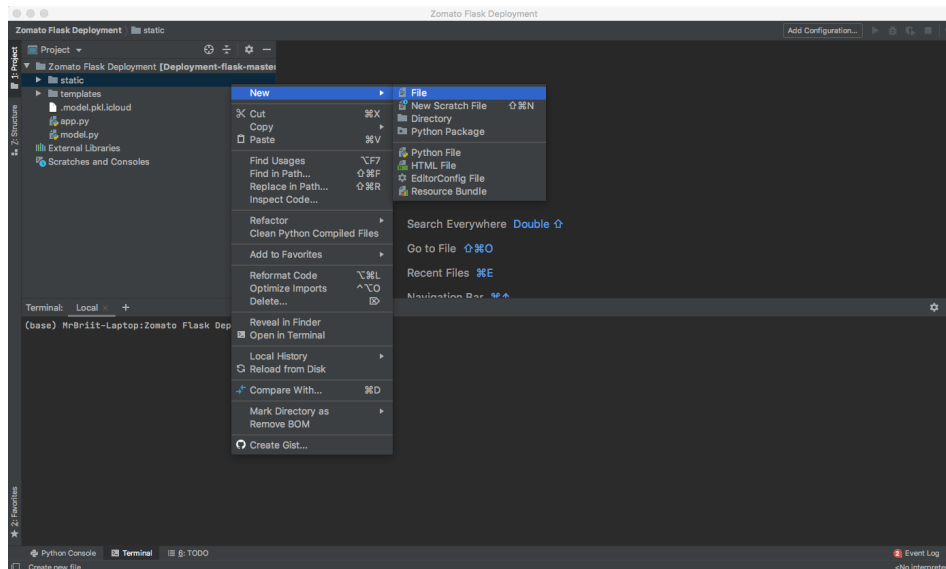 Zomato Flask Deployment
Zomato Flask Deployment static
Add Configuration...
1: Project
Project
Zomato Flask Deployment [Deployment-flask-master
static
templates
.model.pkl.icloud
app.py
model.py
External Libraries
Scratches and Consoles
7: Structure
New
Cut ⌘X
Copy
Paste ⌘V
Find Usages ⌥F7
Find in Path... ⇧⌘F
Replace in Path... ⇧⌘R
Inspect Code...
Refactor
Clean Python Compiled Files
Add to Favorites
Reformat Code ⌥⌘L
Optimize Imports ^⌥O
Delete... ⌦
Reveal in Finder
Open in Terminal
Local History
Reload from Disk
Compare With... ⌘D
Mark Directory as
Remove BOM
Create Gist...
File
New Scratch File ⇧⌘N
Directory
Python Package
Python File
HTML File
EditorConfig File
Resource Bundle
Search Everywhere Double ⇧
Go to File ⇧⌘O
Recent Files ⌘E
Navigation Bar ⌘↑
Terminal: Local × +
(base) MrBriit-Laptop:Zomato Flask Dep
2: Favorites
Python Console Terminal 6: TODO
2 Event Log
Create new file
<No interprete